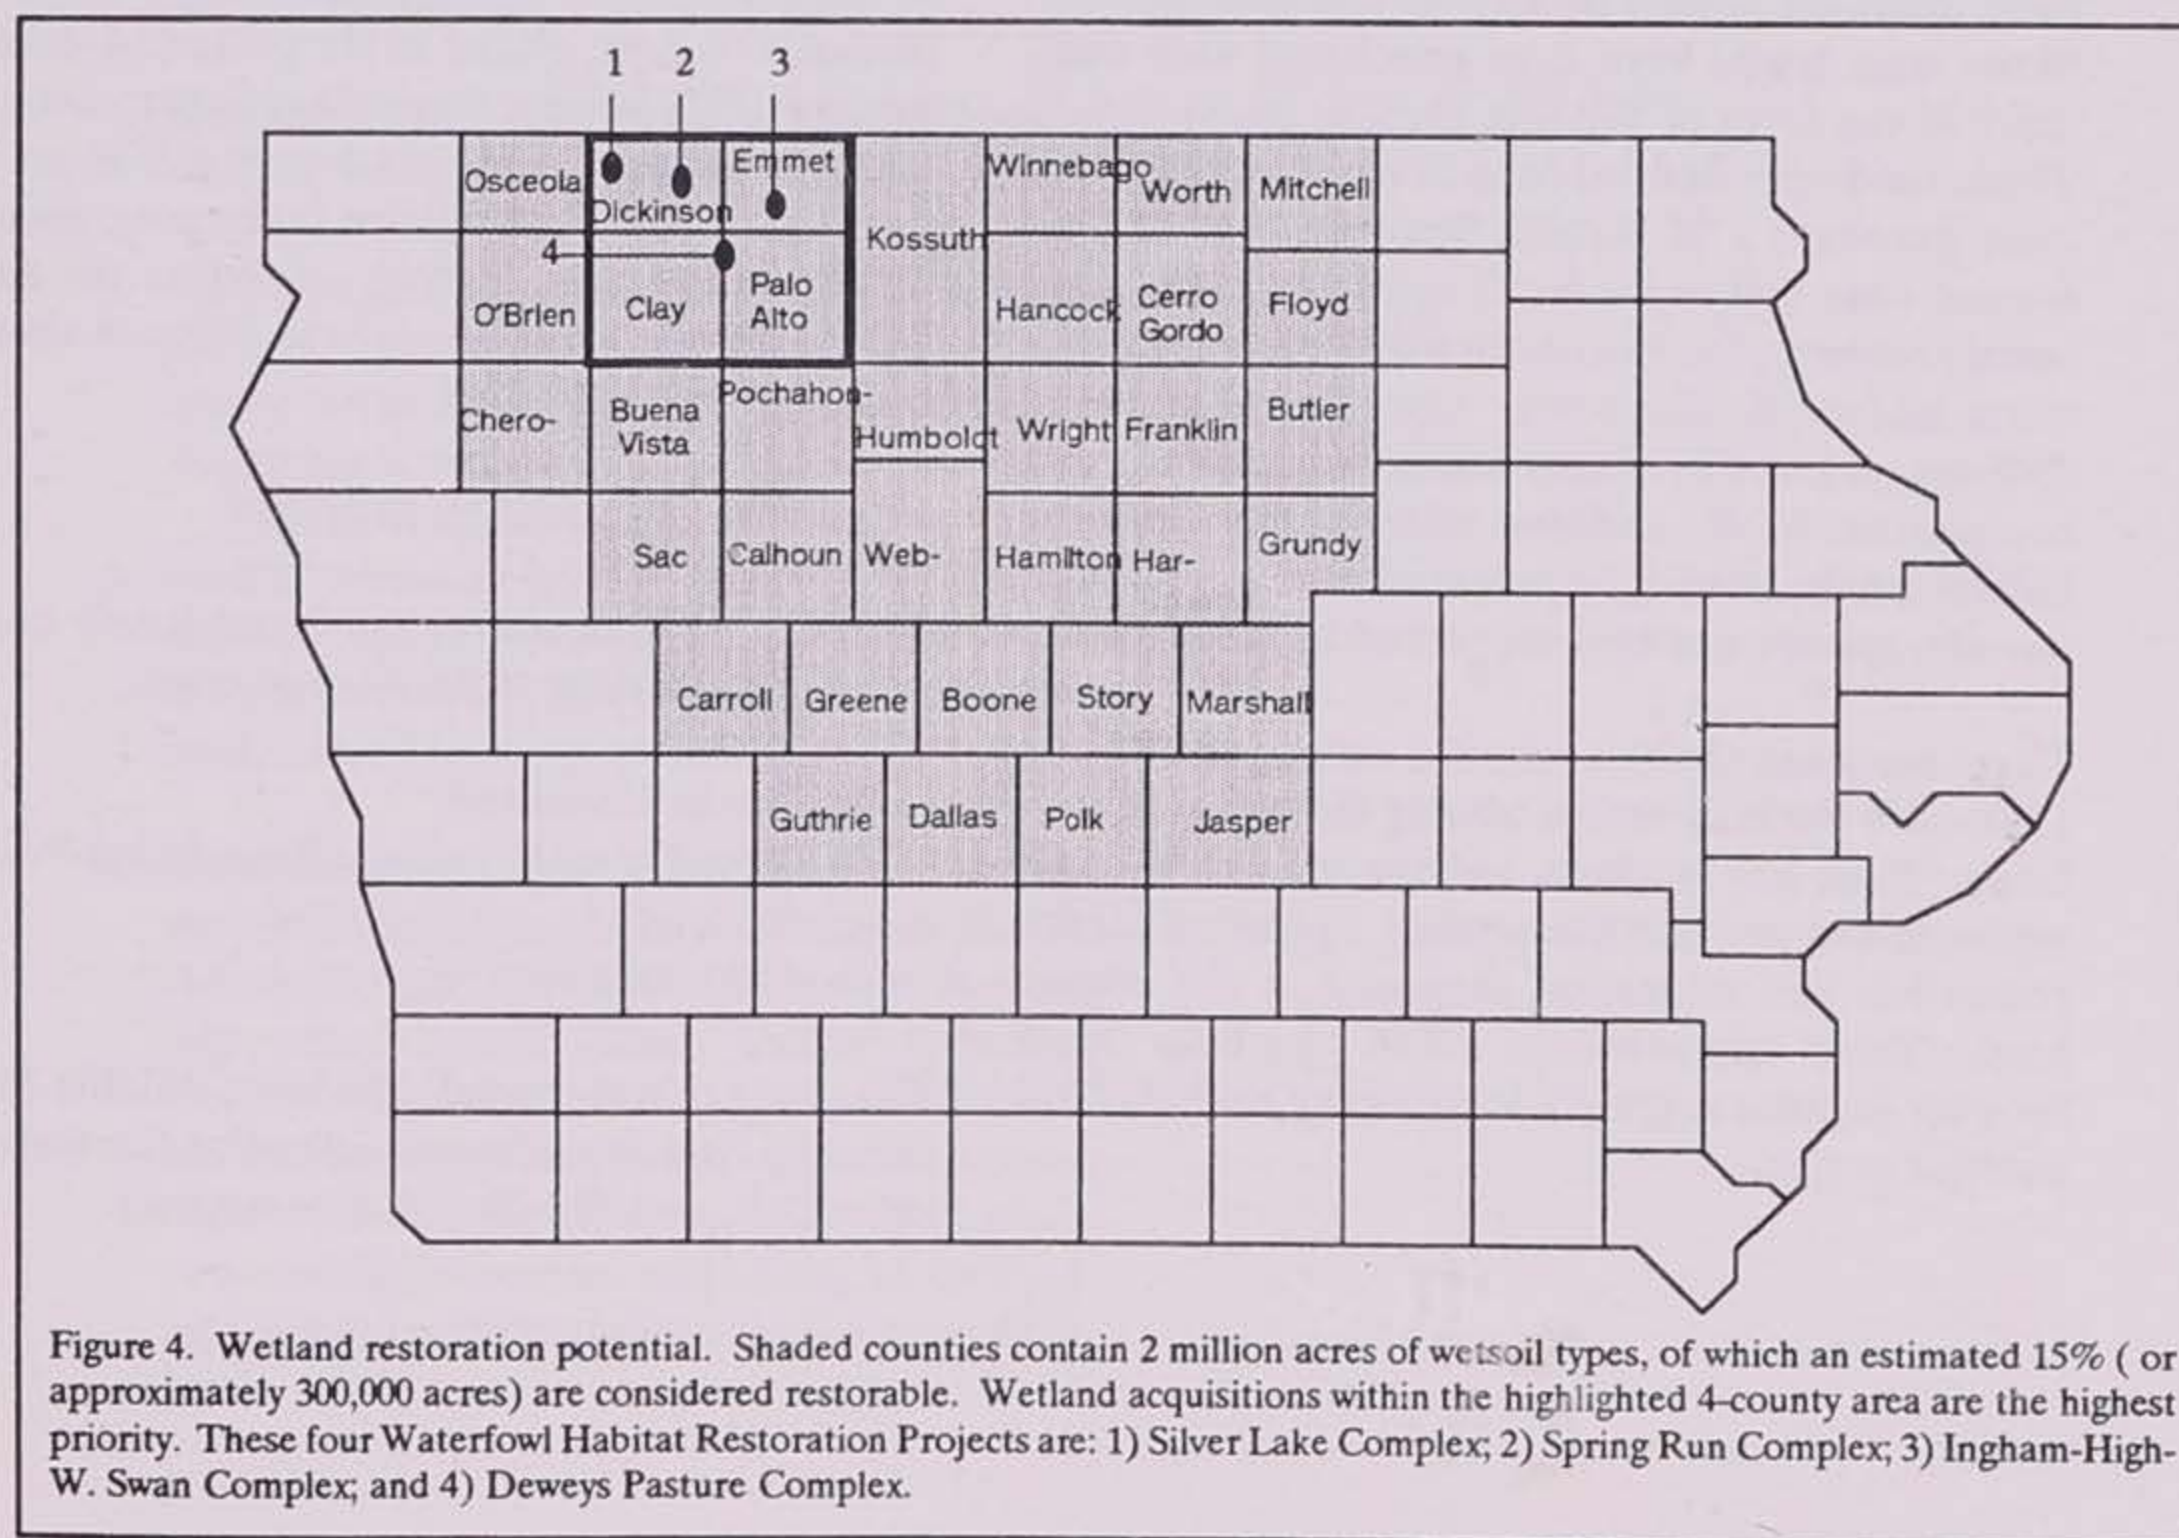 1 2 3
Emmet
Winnebago
Osceola
Worth
Mitchell
Dickinson
Kossuth
4
Palo
Alto
O'Brien
Clay
Hancock
Cerro
Gordo
Floyd
Pochahon-
Chero-
Buena
Vista
Humboldt
Wright
Franklin
Butler
Sac
Calhoun
Web-
Hamilton
Har-
Grundy
Carroll
Greene
Boone
Story
Marshall
Guthrie
Dallas
Polk
Jasper
Figure 4. Wetland restoration potential. Shaded counties contain 2 million acres of wetsoil types, of which an estimated 15% ( or
approximately 300,000 acres) are considered restorable. Wetland acquisitions within the highlighted 4-county area are the highest
priority. These four Waterfowl Habitat Restoration Projects are: 1) Silver Lake Complex; 2) Spring Run Complex; 3) Ingham-High-
W. Swan Complex; and 4) Deweys Pasture Complex.